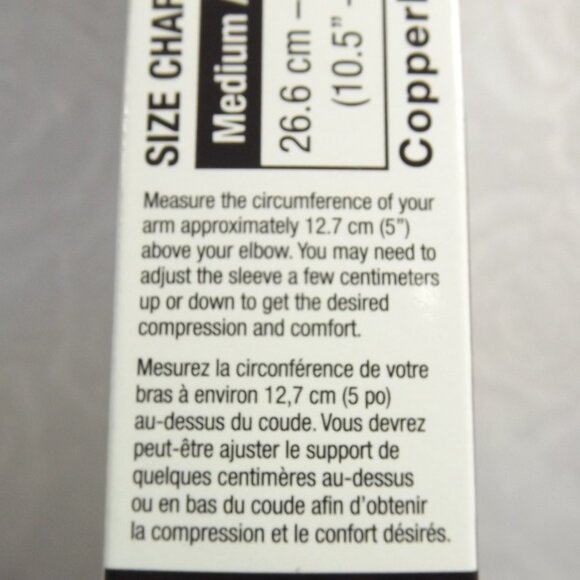 SIZE
Medium
26.6 cm –
(10.5” -
Measure the circumference of your
arm approximately 12.7 cm (5”)
above your elbow. You may need to
adjust the sleeve a few centimeters
up or down to get the desired
compression and comfort.
Mesurez la circonférence de votre
bras à environ 12,7 cm (5 po)
au-dessus du coude. Vous devrez
peut-être ajuster le support de
quelques centimères au-dessus
ou en bas du coude afin d’obtenir
la compression et le confort désirés.